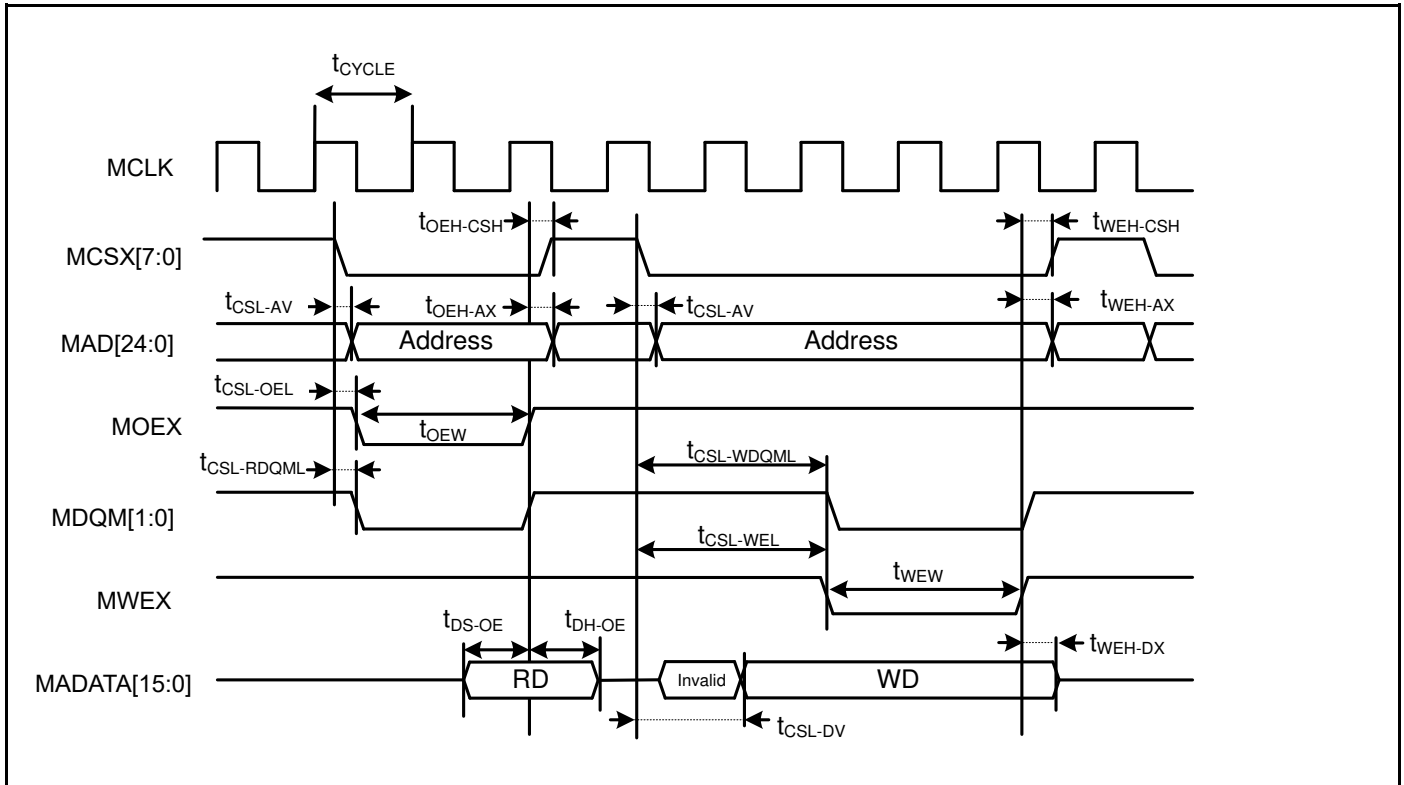 tCYCLE
MCLK
tOEH-CSH
tWEH-CSH
MCSX[7:0]
tCSL-AV
tOEH-AX
tCSL-AV
tWEH-AX
MAD[24:0]
Address
Address
tCSL-OEL
MOEX
tOEW
tCSL-RDQML
tCSL-WDQML
MDQM[1:0]
tCSL-WEL
tWEW
MWEX
tDS-OE
tDH-OE
tWEH-DX
MADATA[15:0]
RD
Invalid
WD
tCSL-DV